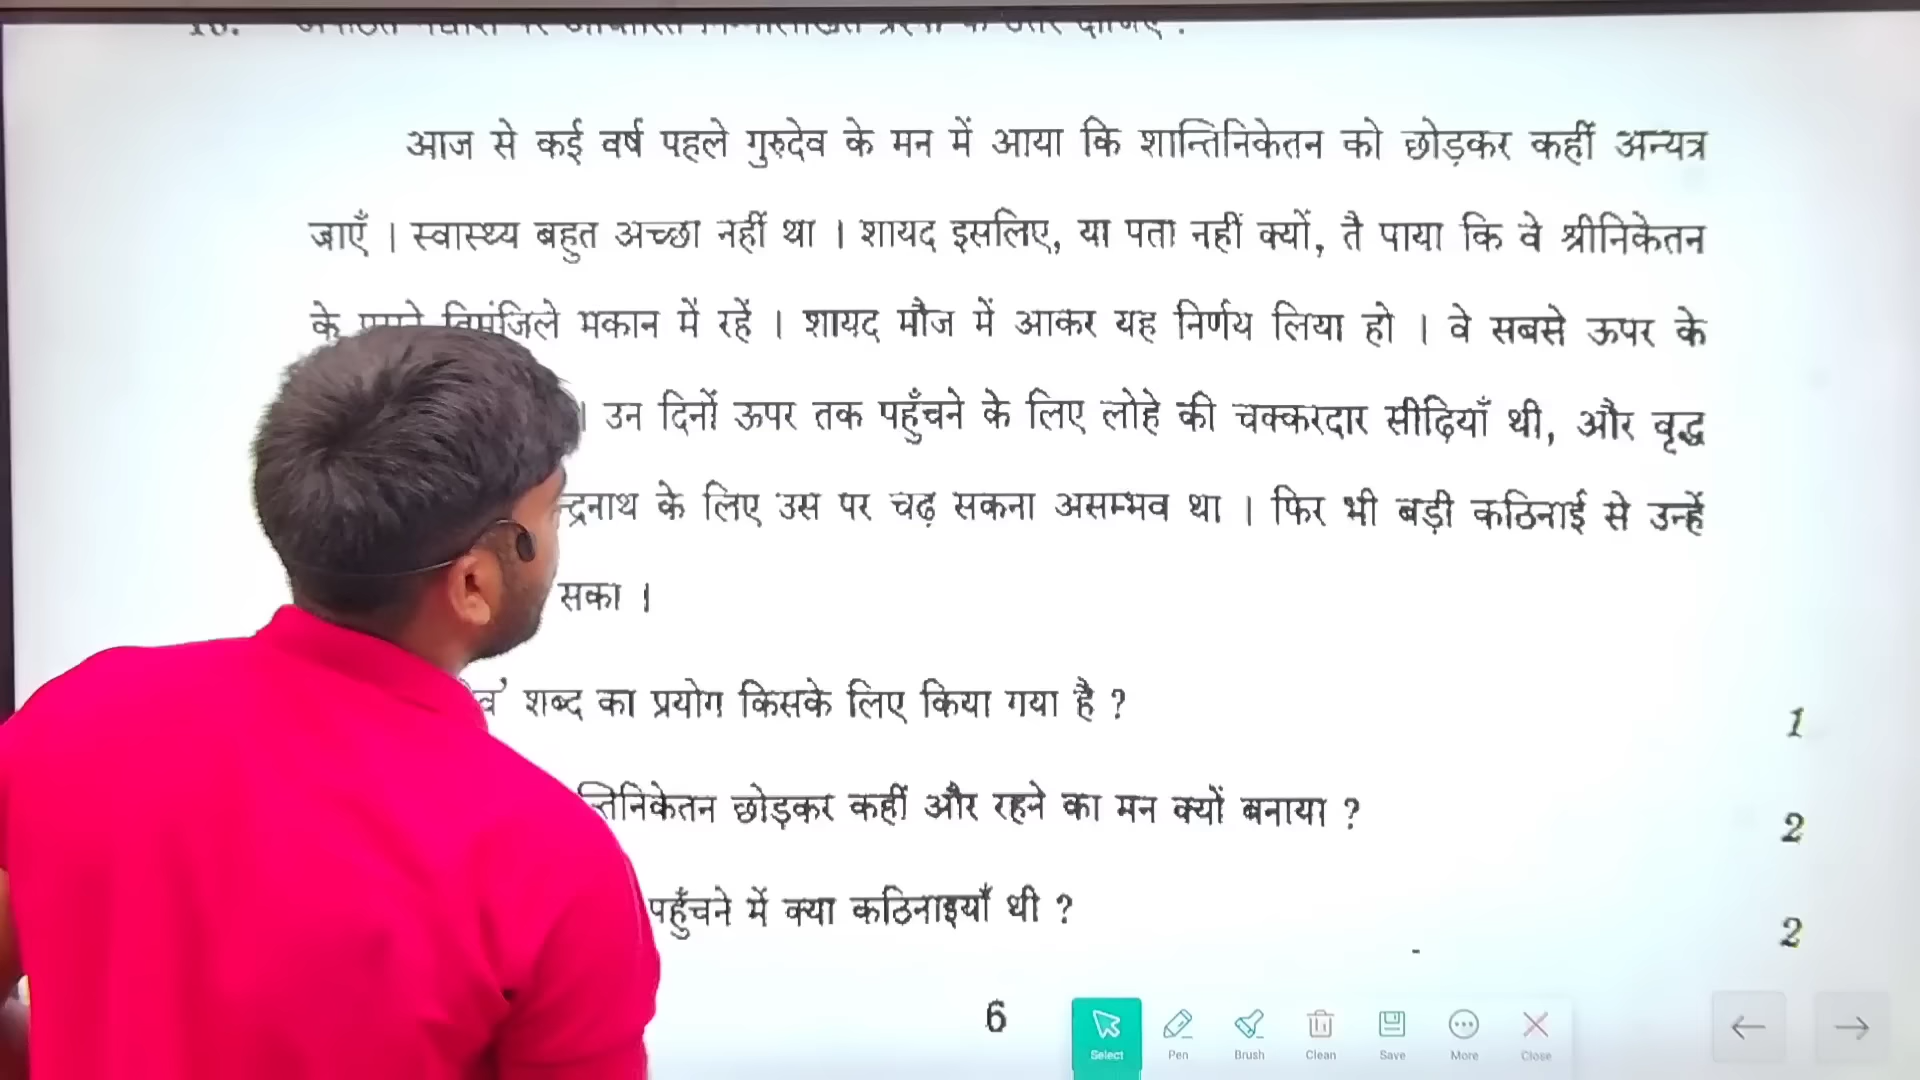 आज से कई वर्ष पहले गुरुदेव के मन में आया कि शान्तिनिकेतन को छोड़कर कहीं अन्यत्र
जाएँ । स्वास्थ्य बहुत अच्छा नहीं था । शायद इसलिए, या पता नहीं क्यों, तै पाया कि वे श्रीनिकेतन
के मकान में रहें । शायद मौज में आकर यह निर्णय लिया हो । वे सबसे ऊपर के
। उन दिनों ऊपर तक पहुँचने के लिए लोहे की चक्करदार सीढ़ियाँ थी, और वृद्ध
न्द्रनाथ के लिए उस पर चढ़ सकना असम्भव था । फिर भी बड़ी कठिनाई से उन्हें
सका ।
व' शब्द का प्रयोग किसके लिए किया गया है ? 1
न्तिनिकेतन छोड़कर कहीं और रहने का मन क्यों बनाया ? 2
पहुँचने में क्या कठिनाइयाँ थी ? 2
6
Select Pen Brush Clean Save More Close